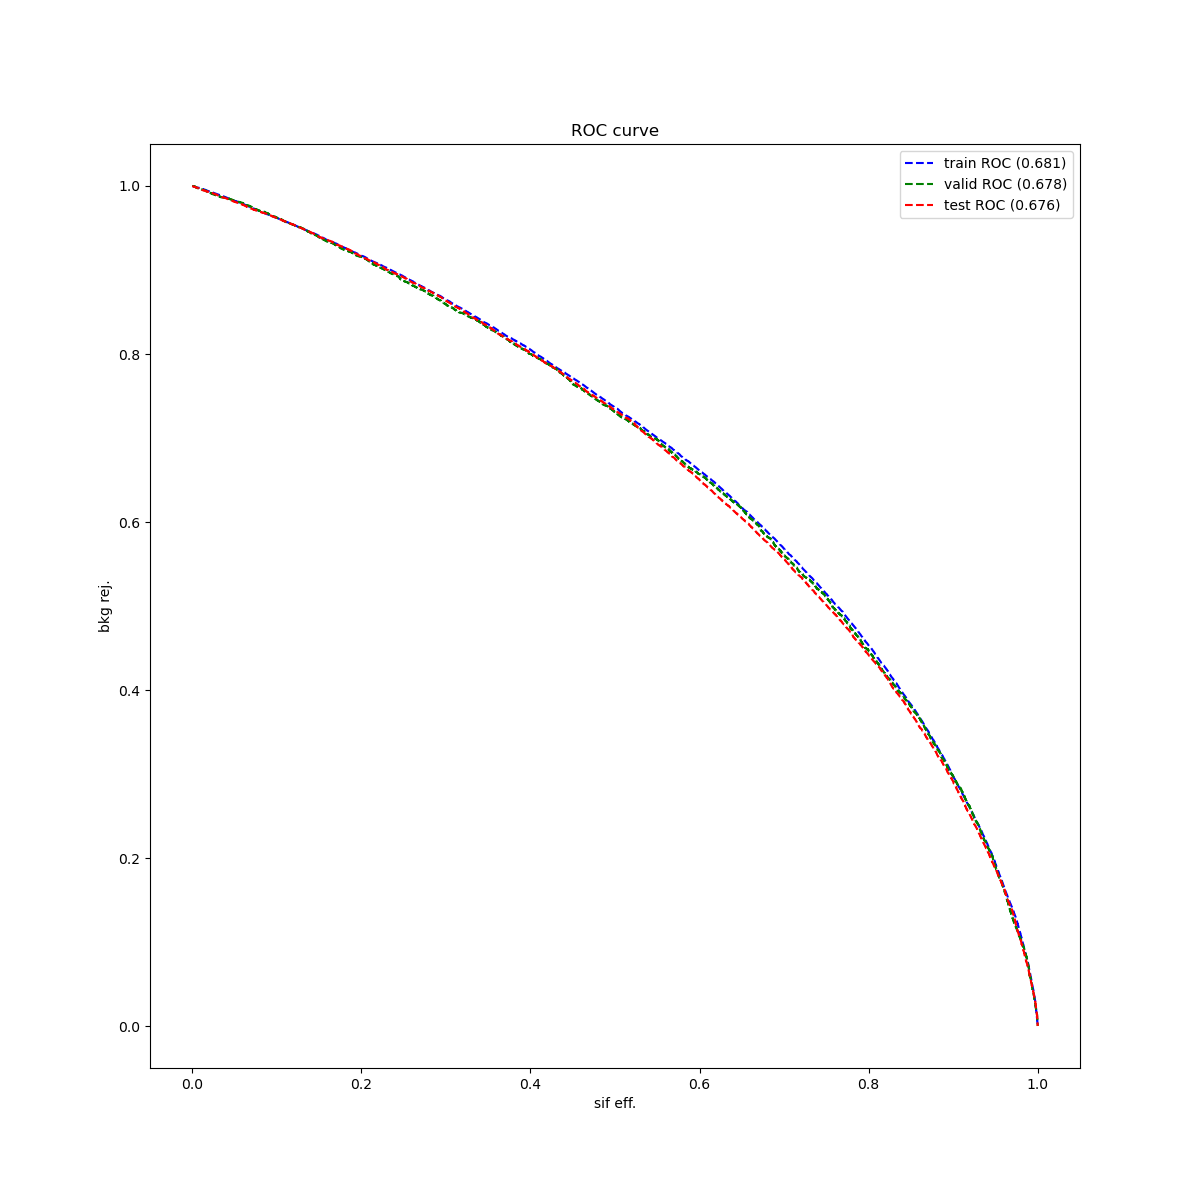 ROC curve
train ROC (0.681)
valid ROC (0.678)
test ROC (0.676)
1.0
0.8
0.6
0.4
0.2
0.0
bkg rej.
0.0 0.2 0.4 0.6 0.8 1.0
sif eff.